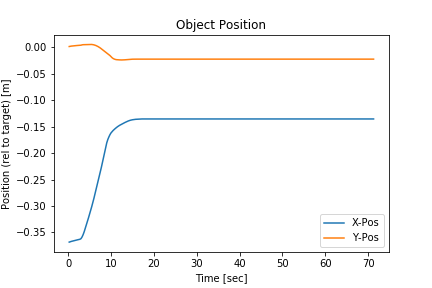 Object Position
Position (rel to target) [m]
0.00
−0.05
−0.10
−0.15
−0.20
−0.25
−0.30
−0.35
X-Pos
Y-Pos
0 10 20 30 40 50 60 70
Time [sec]